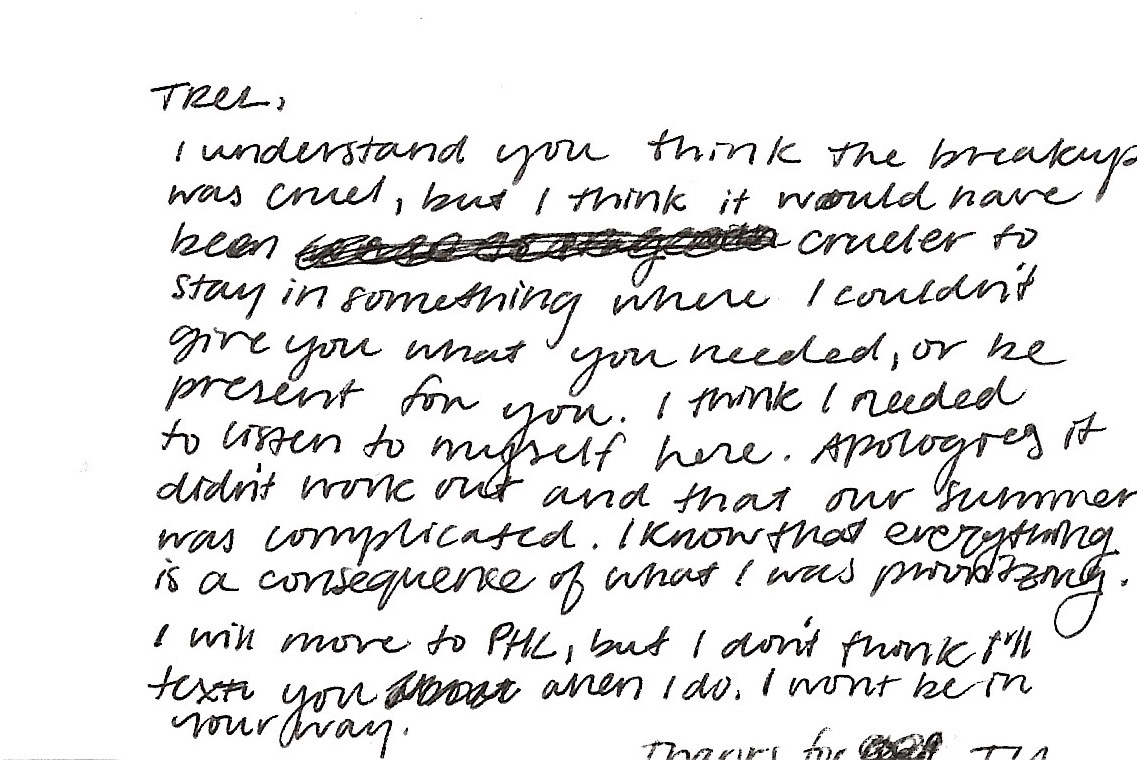 TREL,
I understand you think the breakup
was cruel, but I think it would have
been crueler to
stay in something where I couldn't
give you what you needed, or be
present for you. I think I needed
to listen to myself here. Apologies it
didn't work out and that our summer
was complicated. I know that everything
is a consequence of what I was prioritizing.
I will move to PHL, but I don't think I'll
text you when I do. I won't be in
your way.
Thanks for